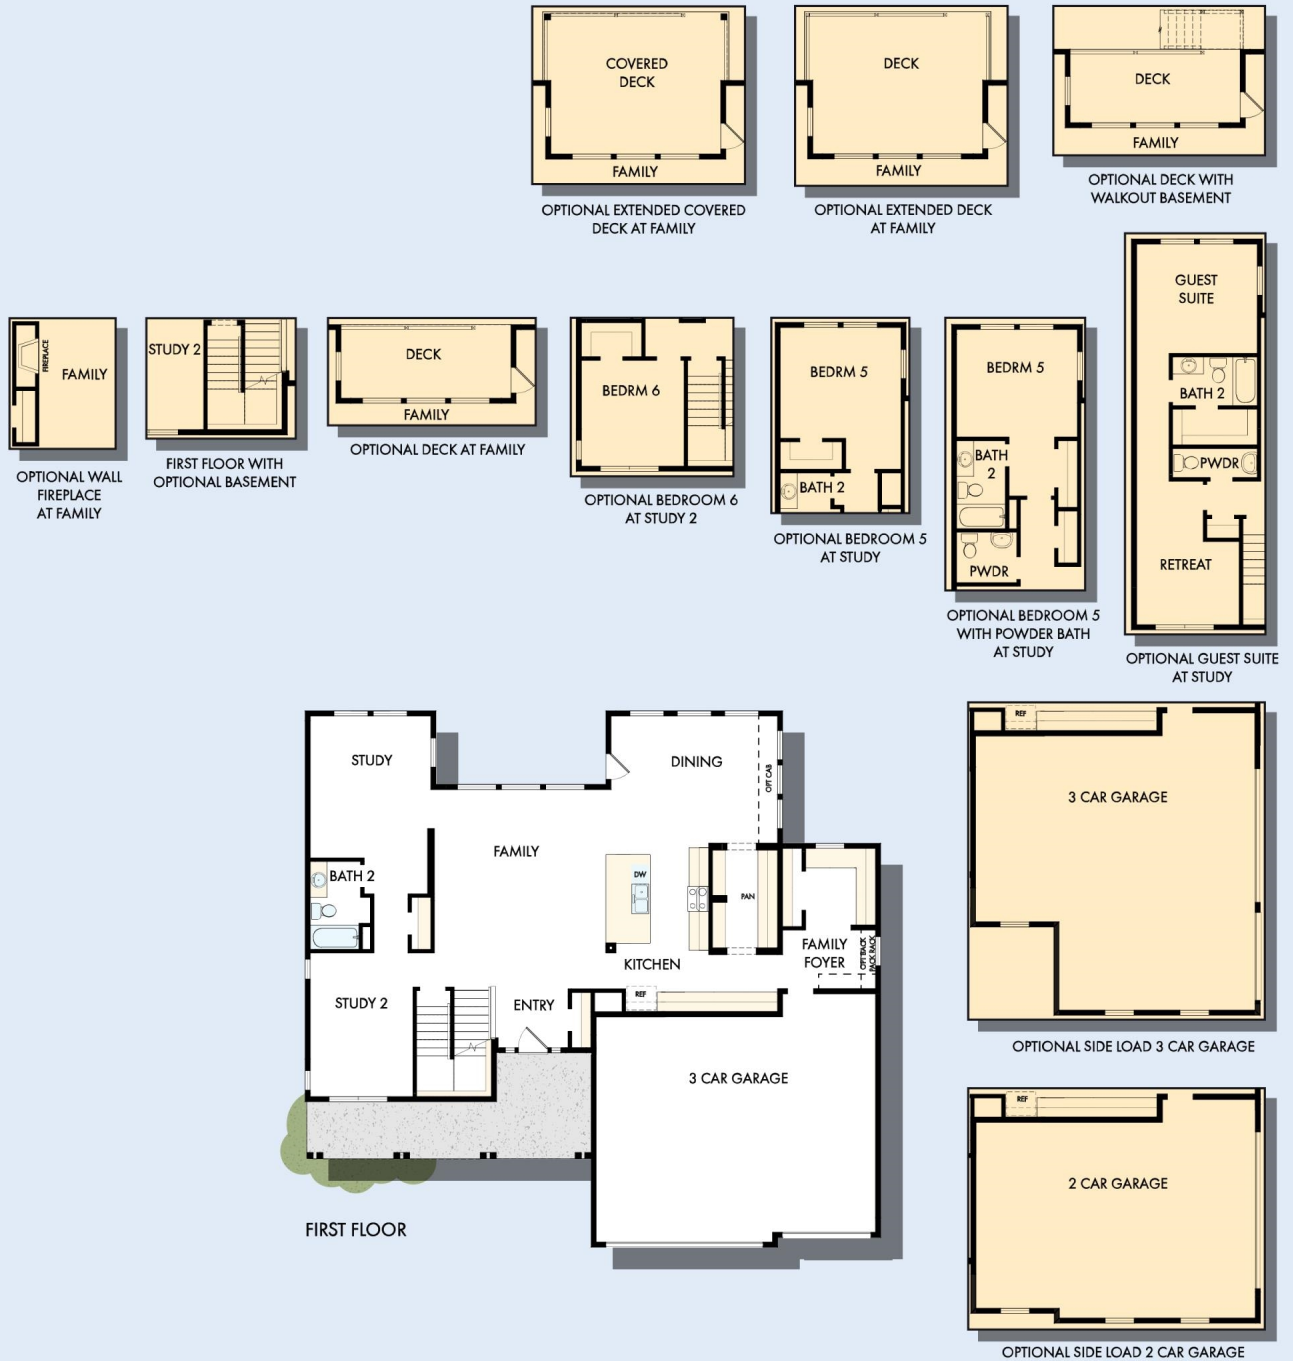 COVERED
DECK
FAMILY
OPTIONAL EXTENDED COVERED
DECK AT FAMILY
DECK
FAMILY
OPTIONAL EXTENDED DECK
AT FAMILY
DECK
FAMILY
OPTIONAL DECK WITH
WALKOUT BASEMENT
FIREPLACE
FAMILY
OPTIONAL WALL
FIREPLACE
AT FAMILY
STUDY 2
FIRST FLOOR WITH
OPTIONAL BASEMENT
DECK
FAMILY
OPTIONAL DECK AT FAMILY
BEDRM 6
OPTIONAL BEDROOM 6
AT STUDY 2
BEDRM 5
BATH 2
OPTIONAL BEDROOM 5
AT STUDY
BEDRM 5
BATH
2
PWDR
OPTIONAL BEDROOM 5
WITH POWDER BATH
AT STUDY
GUEST
SUITE
BATH 2
PWDR
RETREAT
OPTIONAL GUEST SUITE
AT STUDY
STUDY
DINING
OPT CAB
FAMILY
BATH 2
DW
PAN
FAMILY
FOYER
OPT BACK
PACK RACK
KITCHEN
STUDY 2
ENTRY
REF
3 CAR GARAGE
FIRST FLOOR
REF
3 CAR GARAGE
OPTIONAL SIDE LOAD 3 CAR GARAGE
REF
2 CAR GARAGE
OPTIONAL SIDE LOAD 2 CAR GARAGE